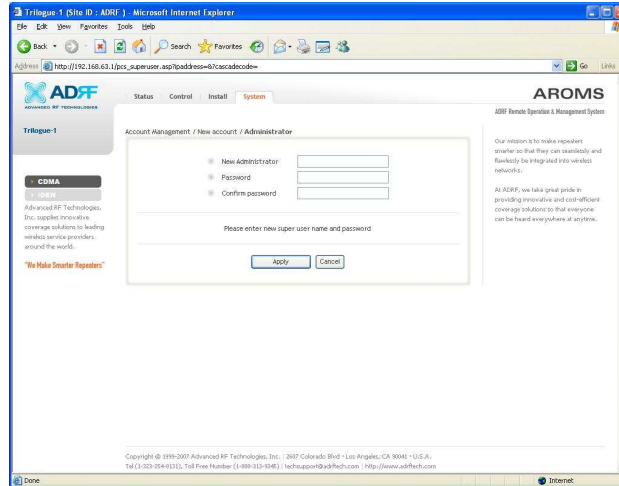 Trilogue-1 (Site ID : ADRF ) - Microsoft Internet Explorer
File Edit View Favorites Tools Help
Back Search Favorites
Address http://192.168.63.1/pcs_superuser.asp?ipaddress=8?cascadecode= Go Links
ADRF
ADVANCED RF TECHNOLOGIES
Status Control Install System
AROMS
ADRF Remote Operation & Management System
Trilogue-1
Account Management / New account / Administrator
New Administrator
Password
Confirm password
Please enter new super user name and password
Apply Cancel
CDMA
iDEN
Advanced RF Technologies,
Inc. supplies innovative
coverage solutions to leading
wireless service providers
around the world.
"We Make Smarter Repeaters"
Our mission is to make repeaters
smarter so that they can seamlessly and
flawlessly be integrated into wireless
networks.
At ADRF, we take great pride in
providing innovative and cost-efficient
coverage solutions so that everyone
can be heard everywhere at anytime.
Copyright © 1999-2007 Advanced RF Technologies, Inc. | 2607 Colorado Blvd • Los Angeles, CA 90041 • U.S.A.
Tel (1-323-254-8131), Toll Free Number (1-800-313-9345) | techsupport@adrftech.com | http://www.adrftech.com
Done Internet